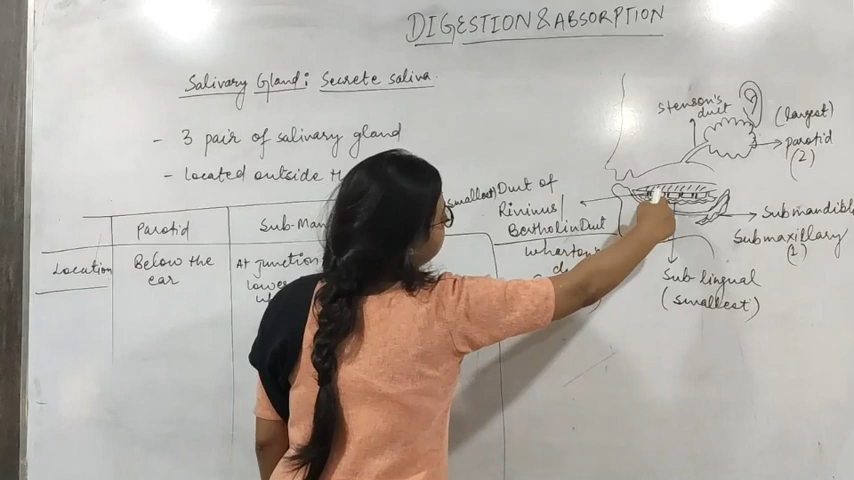 DIGESTION & ABSORPTION
Salivary Gland : Secrete saliva.
- 3 pair of salivary gland
- Located outside
Parotid
Sub-Man
Location
Below the
ear
At junction
lower
smallest) Duct of
Rivinus/
Bertholin Duct
Wharton's
Stenson's
duct
(largest)
parotid
(2)
Submandible
Submaxillary
(2)
Sub lingual
(smallest)